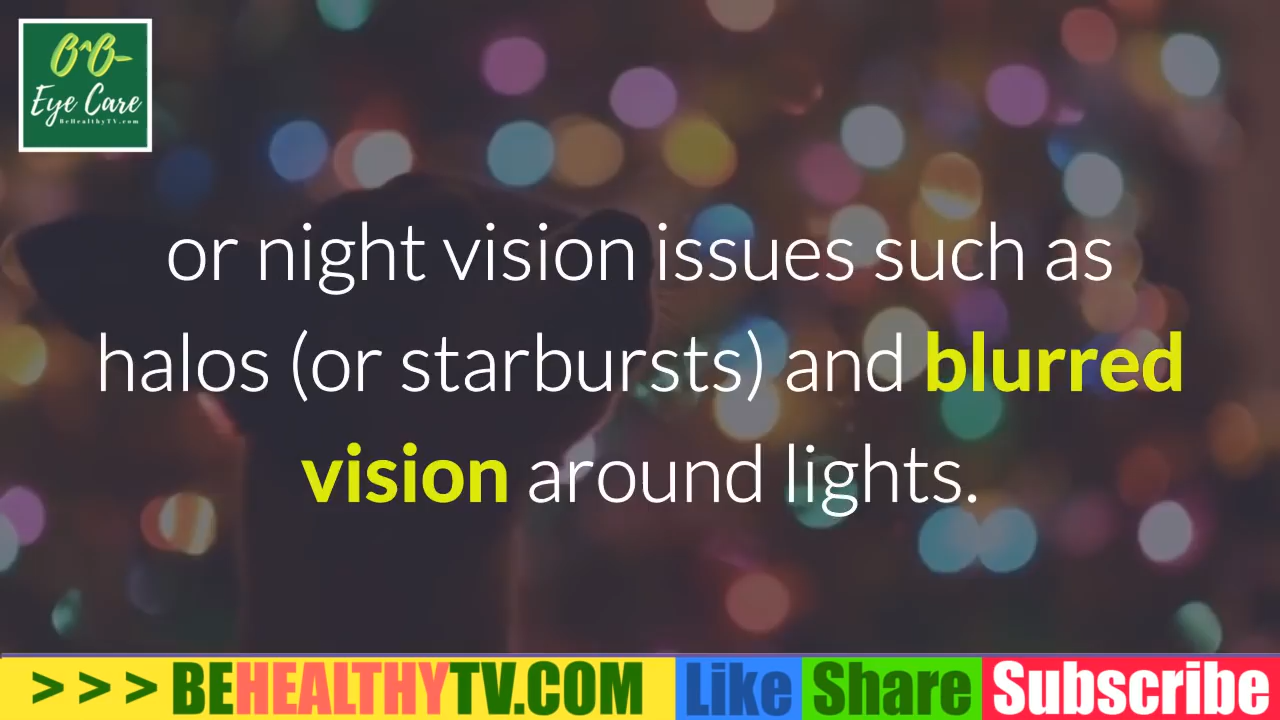 Eye Care
BeHealthyTV.com
or night vision issues such as
halos (or starbursts) and blurred
vision around lights.
> > > BEHEALTHYTV.COM Like Share Subscribe